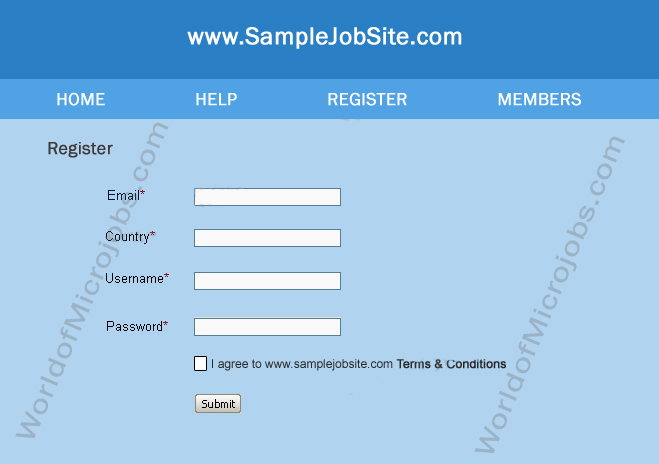 www.SampleJobSite.com
HOME HELP REGISTER MEMBERS
Register
Email*
Country*
Username*
Password*
I agree to www.samplejobsite.com Terms & Conditions
Submit
WorldofMicrojobs.com
WorldofMicrojobs.com